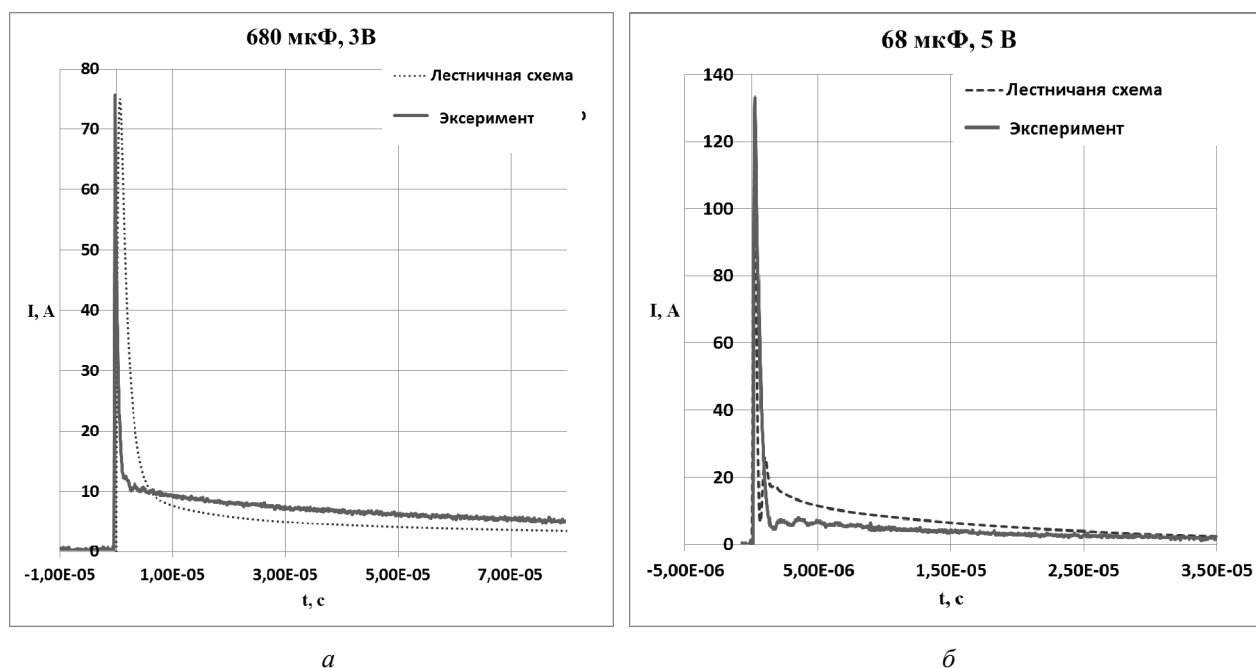 680 мкФ, 3В
80
70
60
50
40
30
20
10
0
I, А
Лестничная схема
Эксеримент
-1,00E-05
1,00E-05
3,00E-05
5,00E-05
7,00E-05
t, с
а
68 мкФ, 5 В
140
120
100
80
60
40
20
0
I, А
Лестничаня схема
Эксперимент
-5,00E-06
5,00E-06
1,50E-05
2,50E-05
3,50E-05
t, с
б